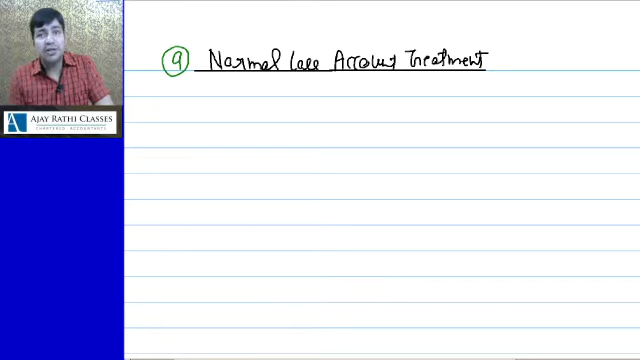 9 Normal Loss Account Treatment
AJAY RATHI CLASSES
CHARTERED ACCOUNTANTS